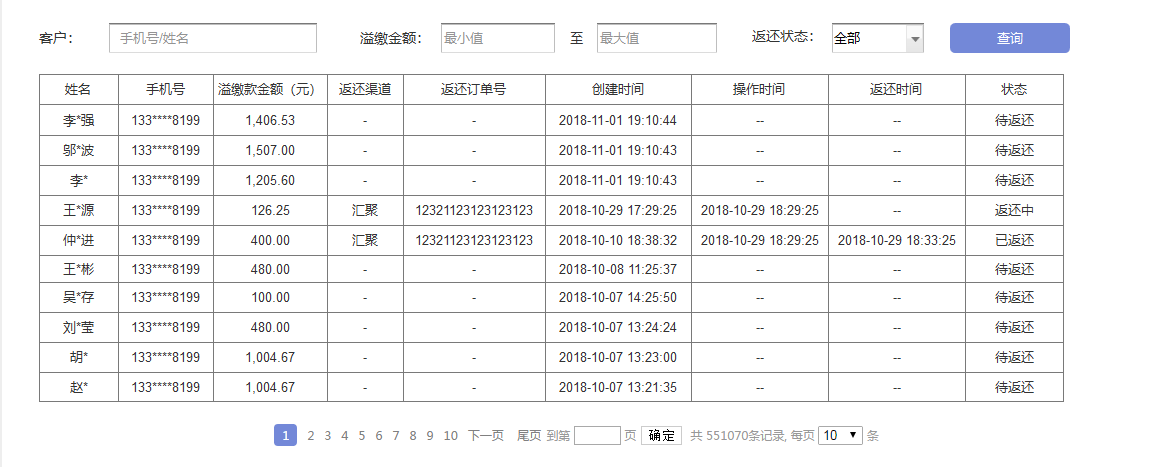 客户： 手机号/姓名 溢缴金额： 最小值 至 最大值 返还状态： 全部 查询
姓名 手机号 溢缴款金额（元） 返还渠道 返还订单号 创建时间 操作时间 返还时间 状态
李*强 133****8199 1,406.53 - - 2018-11-01 19:10:44 -- -- 待返还
邬*波 133****8199 1,507.00 - - 2018-11-01 19:10:43 -- -- 待返还
李* 133****8199 1,205.60 - - 2018-11-01 19:10:43 -- -- 待返还
王*源 133****8199 126.25 汇聚 12321123123123123 2018-10-29 17:29:25 2018-10-29 18:29:25 -- 返还中
仲*进 133****8199 400.00 汇聚 12321123123123123 2018-10-10 18:38:32 2018-10-29 18:29:25 2018-10-29 18:33:25 已返还
王*彬 133****8199 480.00 - - 2018-10-08 11:25:37 -- -- 待返还
吴*存 133****8199 100.00 - - 2018-10-07 14:25:50 -- -- 待返还
刘*莹 133****8199 480.00 - - 2018-10-07 13:24:24 -- -- 待返还
胡* 133****8199 1,004.67 - - 2018-10-07 13:23:00 -- -- 待返还
赵* 133****8199 1,004.67 - - 2018-10-07 13:21:35 -- -- 待返还
1 2 3 4 5 6 7 8 9 10 下一页 尾页 到第 页 确定 共 551070条记录, 每页 10 条